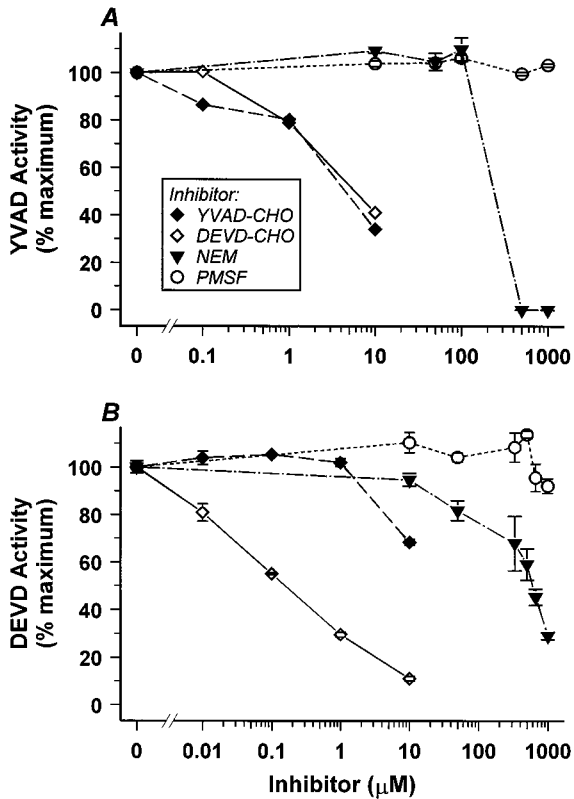 A
YVAD Activity
(% maximum)
100
80
60
40
20
0
Inhibitor:
YVAD-CHO
DEVD-CHO
NEM
PMSF
0 0.1 1 10 100 1000
B
DEVD Activity
(% maximum)
100
80
60
40
20
0
0 0.01 0.1 1 10 100 1000
Inhibitor (μM)